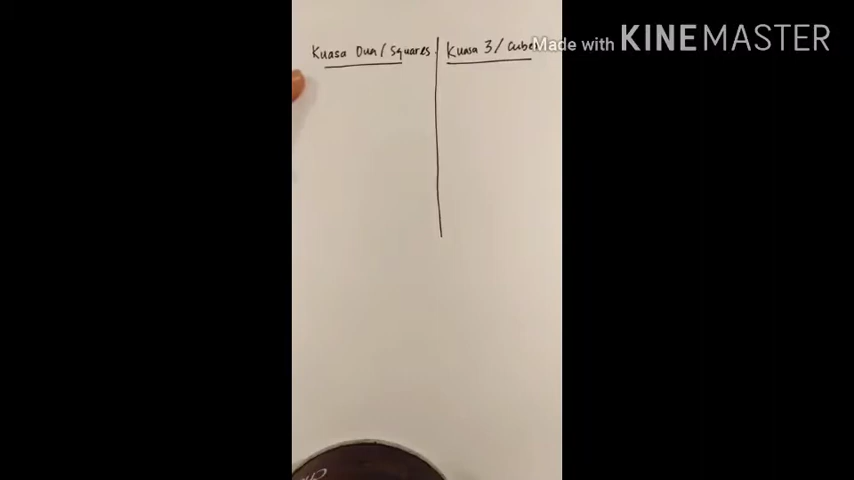 Kuasa Dua / Squares
Kuasa 3 / Cube
Made with KINEMASTER